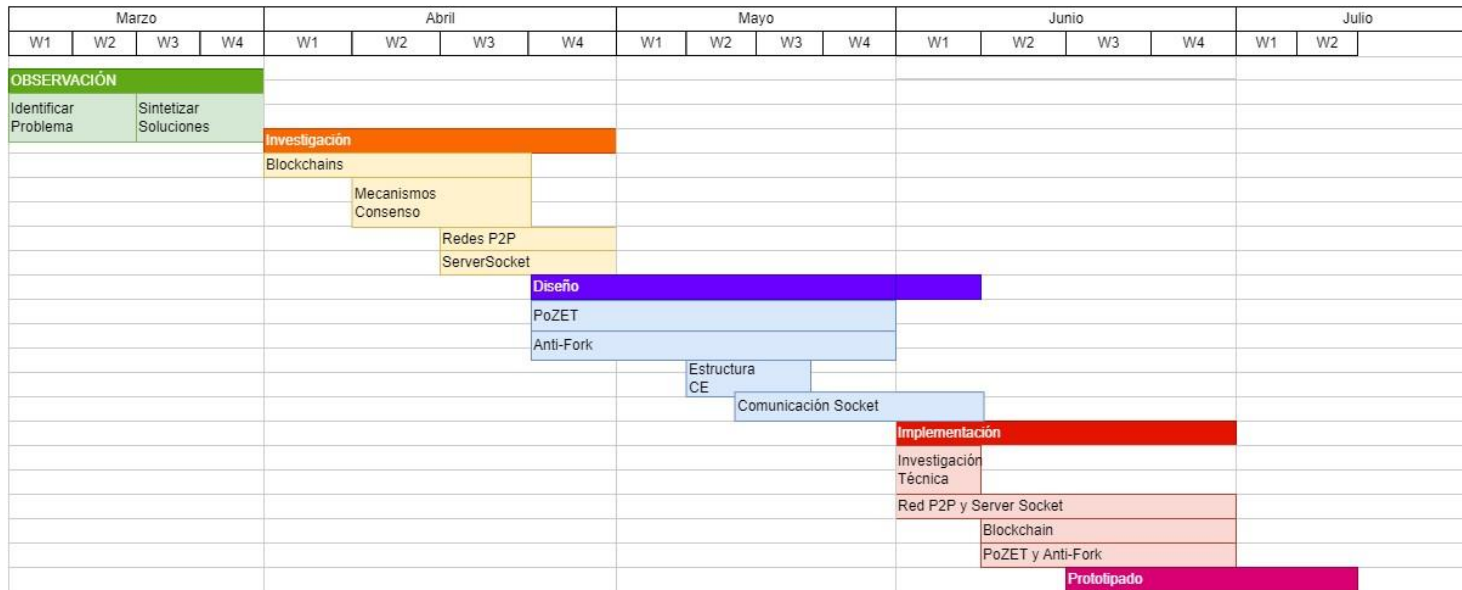 Marzo Abril Mayo Junio Julio
W1 W2 W3 W4 W1 W2 W3 W4 W1 W2 W3 W4 W1 W2 W3 W4 W1 W2
OBSERVACIÓN
Identificar
Problema
Sintetizar
Soluciones
Investigación
Blockchains
Mecanismos
Consenso
Redes P2P
ServerSocket
Diseño
PoZET
Anti-Fork
Estructura
CE
Comunicación Socket
Implementación
Investigación
Técnica
Red P2P y Server Socket
Blockchain
PoZET y Anti-Fork
Prototipado